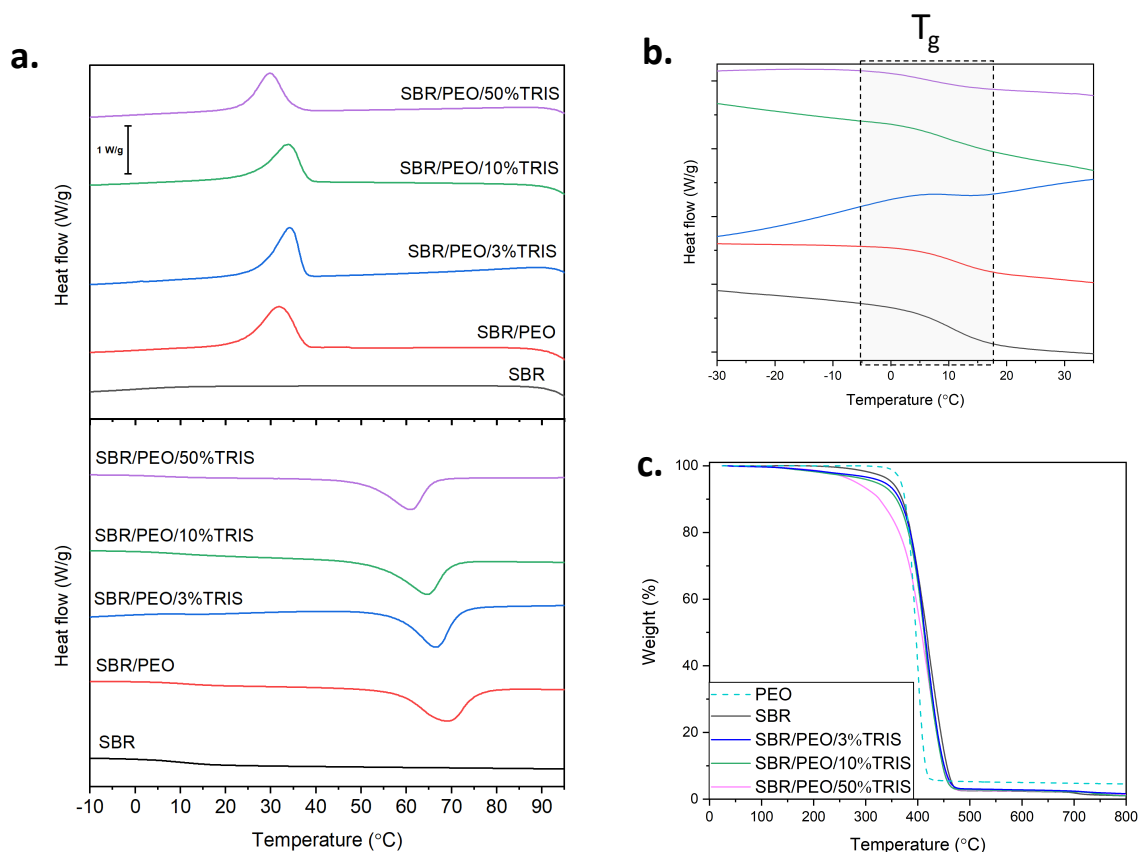 a.
SBR/PEO/50%TRIS
1 W/g
SBR/PEO/10%TRIS
SBR/PEO/3%TRIS
SBR/PEO
SBR
Heat flow (W/g)
SBR/PEO/50%TRIS
SBR/PEO/10%TRIS
SBR/PEO/3%TRIS
SBR/PEO
SBR
Heat flow (W/g)
-10 0 10 20 30 40 50 60 70 80 90
Temperature (°C)
b.
Tg
Heat flow (W/g)
-30 -20 -10 0 10 20 30
Temperature (°C)
c.
100
80
60
40
20
0
Weight (%)
PEO
SBR
SBR/PEO/3%TRIS
SBR/PEO/10%TRIS
SBR/PEO/50%TRIS
0 100 200 300 400 500 600 700 800
Temperature (°C)